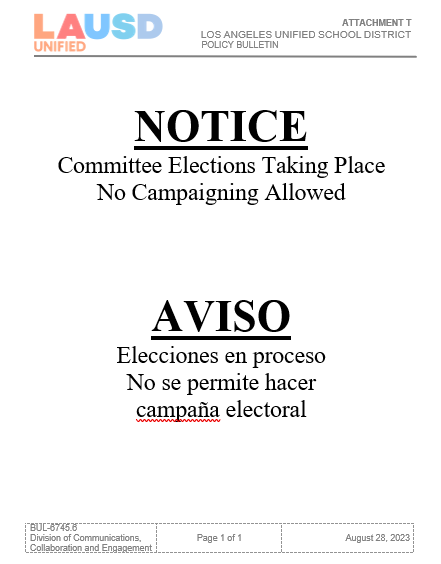 LAUSD
UNIFIED
ATTACHMENT T
LOS ANGELES UNIFIED SCHOOL DISTRICT
POLICY BULLETIN
NOTICE
Committee Elections Taking Place
No Campaigning Allowed
AVISO
Elecciones en proceso
No se permite hacer
campaña electoral
BUL-6745.6
Division of Communications,
Collaboration and Engagement
Page 1 of 1
August 28, 2023